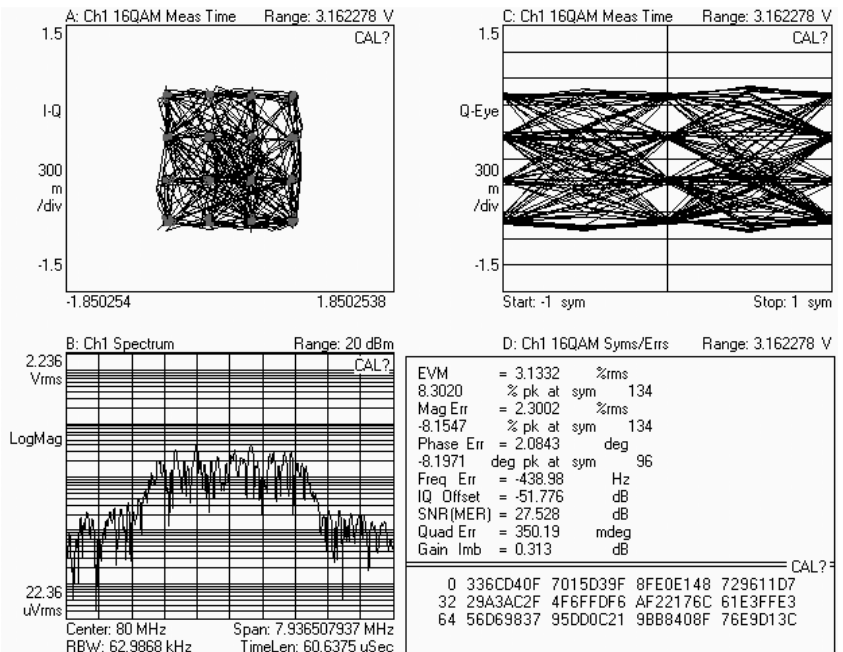 A: Ch1 16QAM Meas Time Range: 3.162278 V
1.5
CAL?
I-Q
300
m
/div
-1.5
-1.850254 1.8502538
C: Ch1 16QAM Meas Time Range: 3.162278 V
1.5
CAL?
Q-Eye
300
m
/div
-1.5
Start: -1 sym Stop: 1 sym
B: Ch1 Spectrum Range: 20 dBm
2.236
Vrms
CAL?
LogMag
22.36
uVrms
Center: 80 MHz Span: 7.936507937 MHz
RBW: 62.9868 kHz TimeLen: 60.6375 uSec
D: Ch1 16QAM Syms/Errs Range: 3.162278 V
EVM = 3.1332 %rms
8.3020 % pk at sym 134
Mag Err = 2.3002 %rms
-8.1547 % pk at sym 134
Phase Err = 2.0843 deg
-8.1971 deg pk at sym 96
Freq Err = -438.98 Hz
IQ Offset = -51.776 dB
SNR(MER) = 27.528 dB
Quad Err = 350.19 mdeg
Gain Imb = 0.313 dB
CAL?
0 336CD40F 7015D39F 8FE0E148 729611D7
32 29A3AC2F 4F6FFDF6 AF22176C 61E3FFE3
64 56D69837 95DD0C21 9BB8408F 76E9D13C